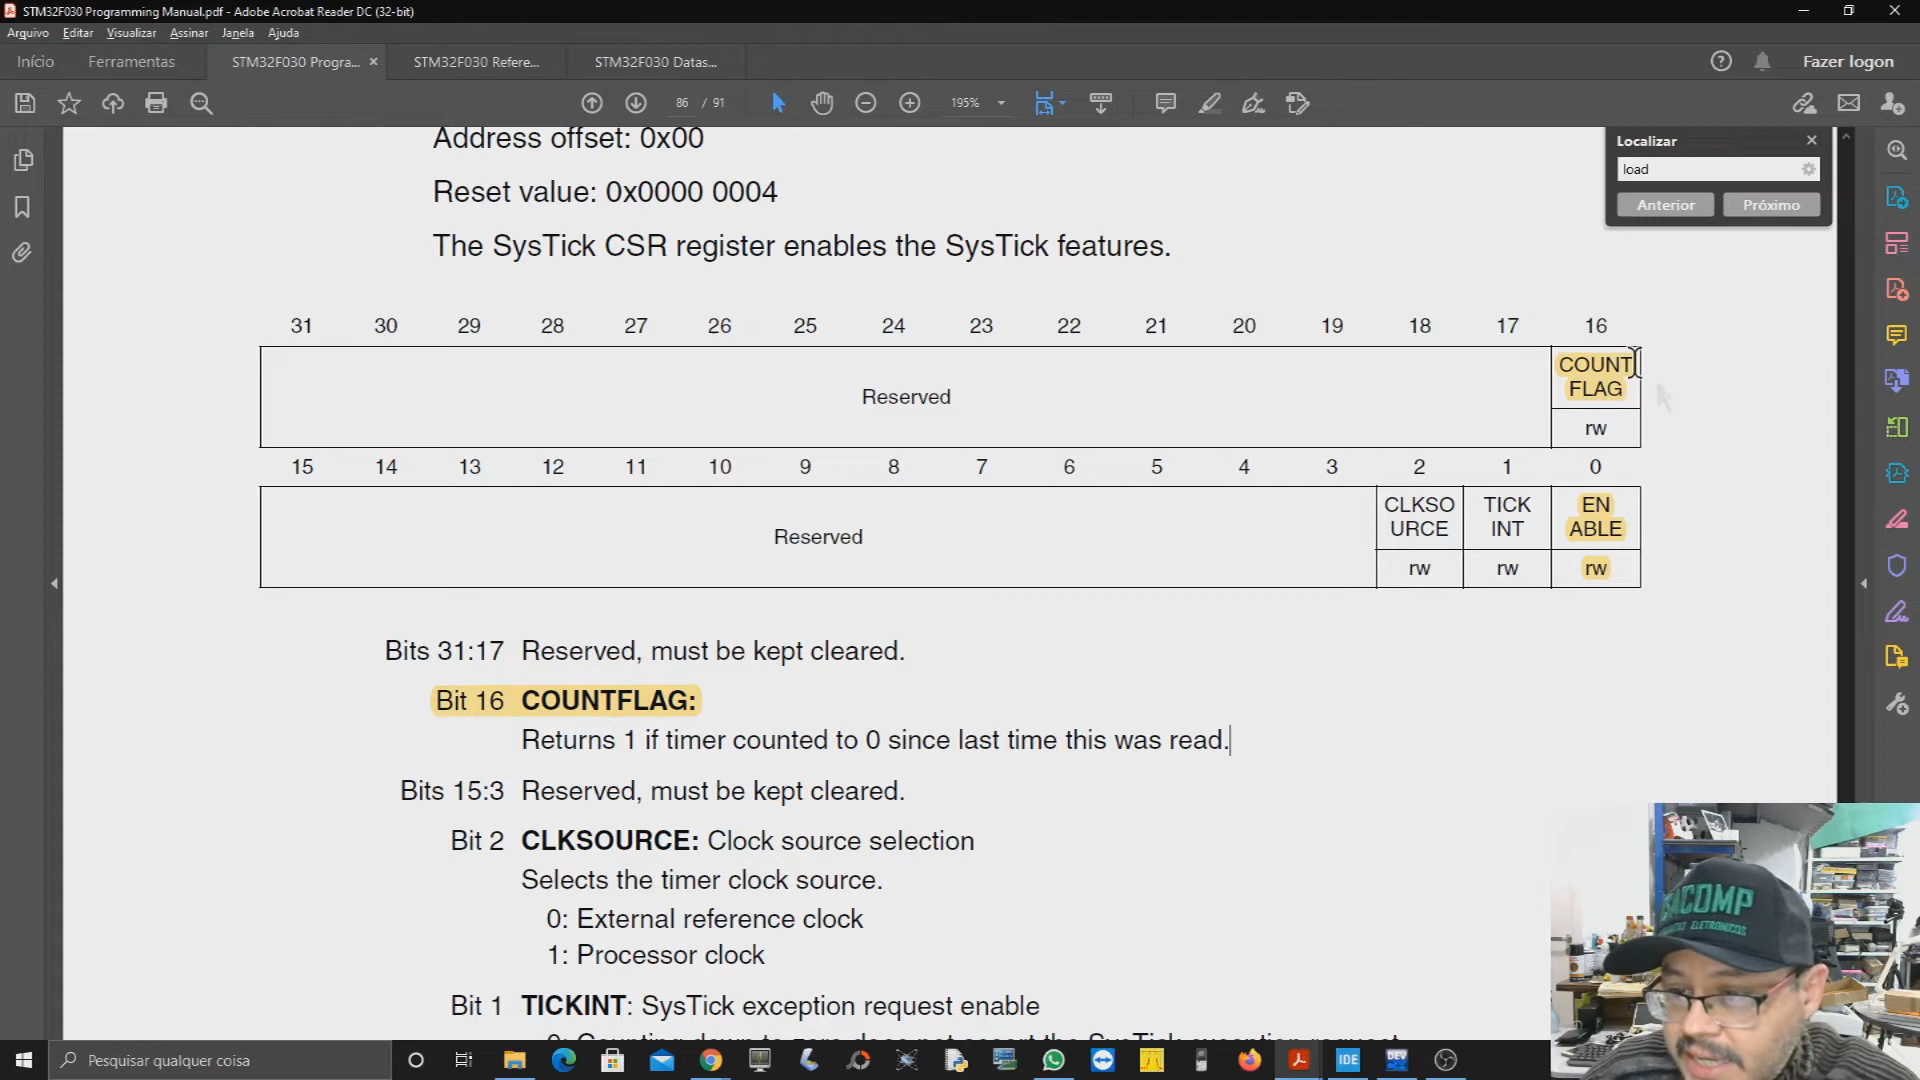 STM32F030 Programming Manual.pdf - Adobe Acrobat Reader DC (32-bit)
Arquivo Editar Visualizar Assinar Janela Ajuda
Início Ferramentas STM32F030 Progra... × STM32F030 Refere... STM32F030 Datas... Fazer logon
86 / 91 195%
Localizar
load
Anterior Próximo
Address offset: 0x00
Reset value: 0x0000 0004
The SysTick CSR register enables the SysTick features.
31 30 29 28 27 26 25 24 23 22 21 20 19 18 17 16
Reserved
COUNT
FLAG
rw
15 14 13 12 11 10 9 8 7 6 5 4 3 2 1 0
Reserved
CLKSO
URCE
TICK
INT
EN
ABLE
rw rw rw
Bits 31:17 Reserved, must be kept cleared.
Bit 16 COUNTFLAG:
Returns 1 if timer counted to 0 since last time this was read.
Bits 15:3 Reserved, must be kept cleared.
Bit 2 CLKSOURCE: Clock source selection
Selects the timer clock source.
0: External reference clock
1: Processor clock
Bit 1 TICKINT: SysTick exception request enable
Pesquisar qualquer coisa
IDE
DEV